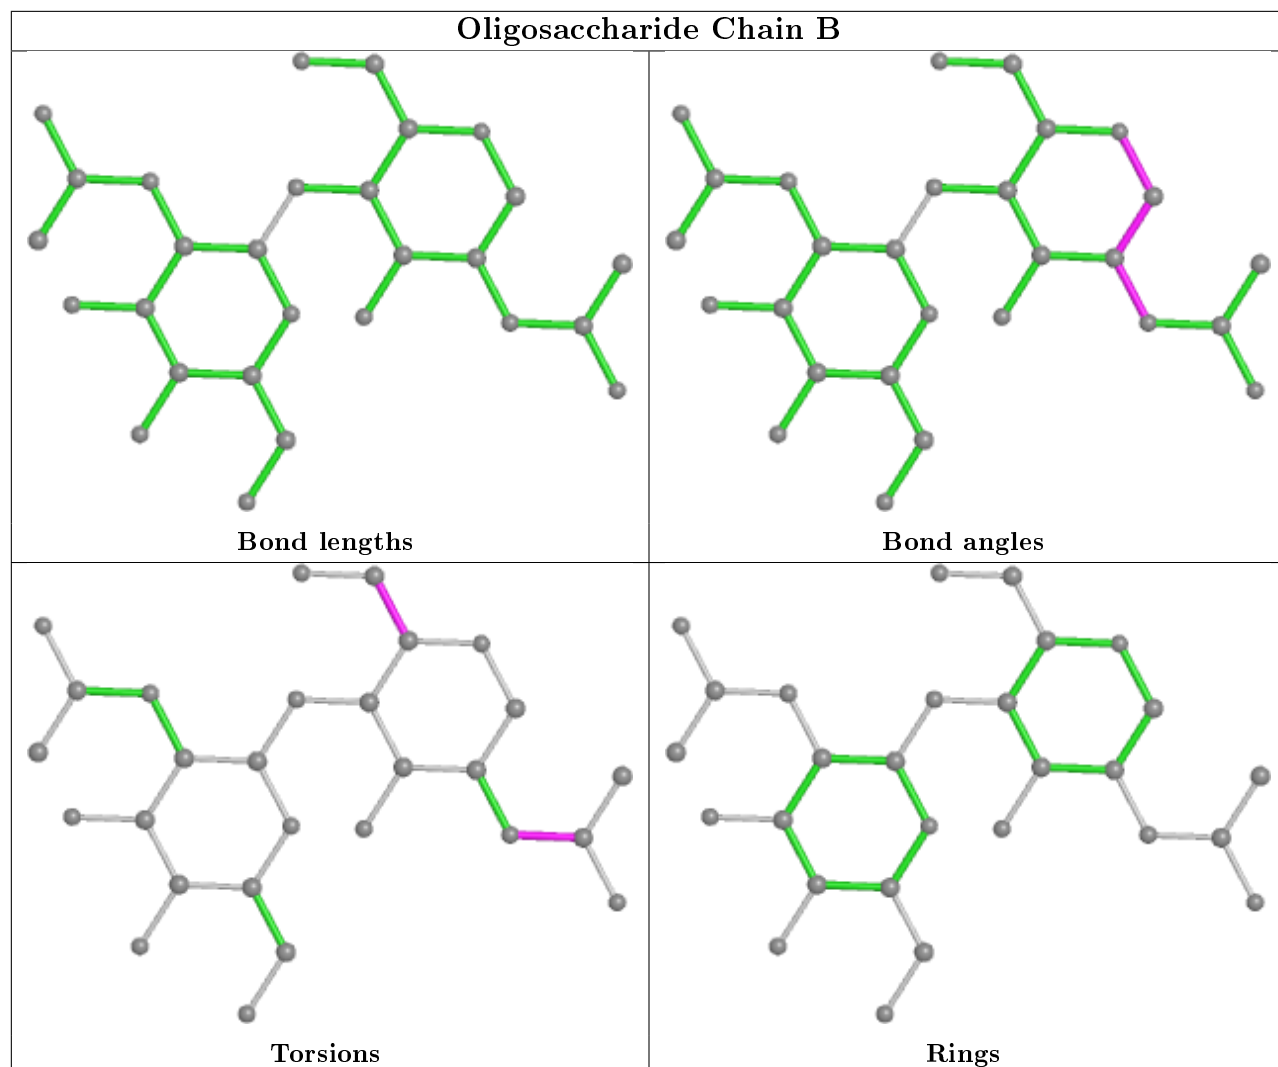 Oligosaccharide Chain B
Bond lengths
Bond angles
Torsions
Rings